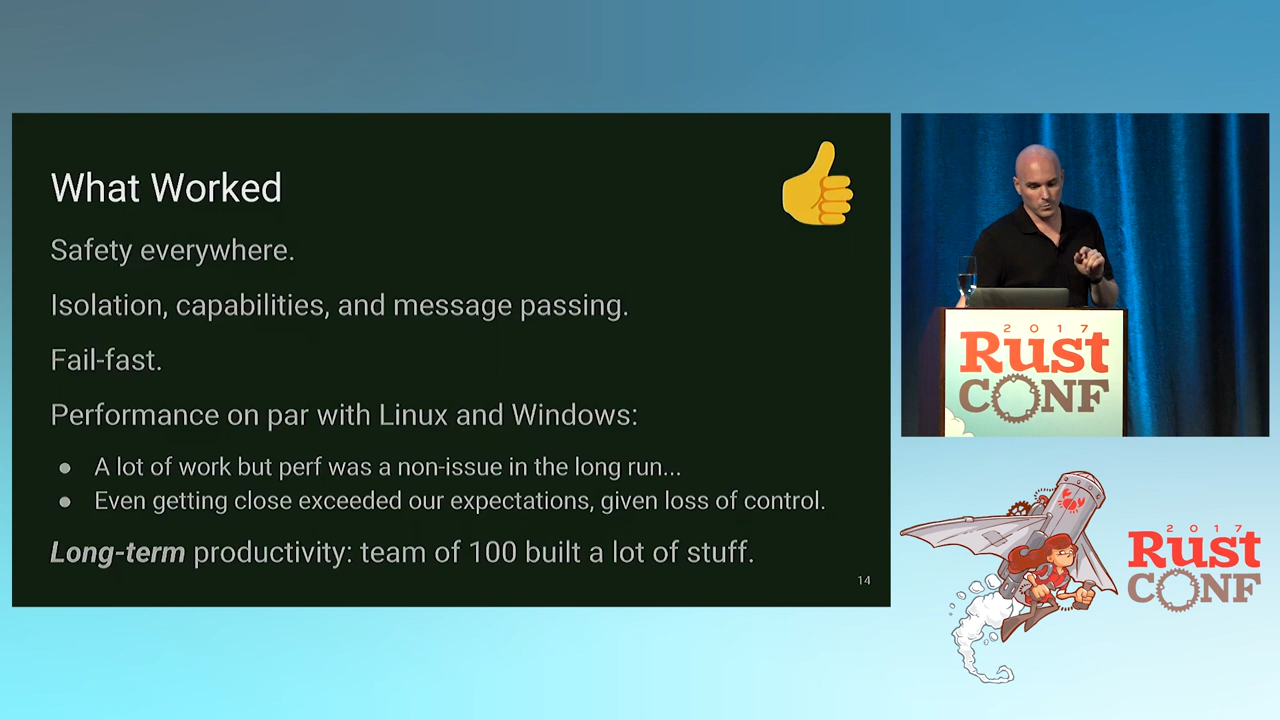 What Worked
Safety everywhere.
Isolation, capabilities, and message passing.
Fail-fast.
Performance on par with Linux and Windows:
● A lot of work but perf was a non-issue in the long run...
● Even getting close exceeded our expectations, given loss of control.
Long-term productivity: team of 100 built a lot of stuff.
14
2017
Rust
CONF
2017
Rust
CONF